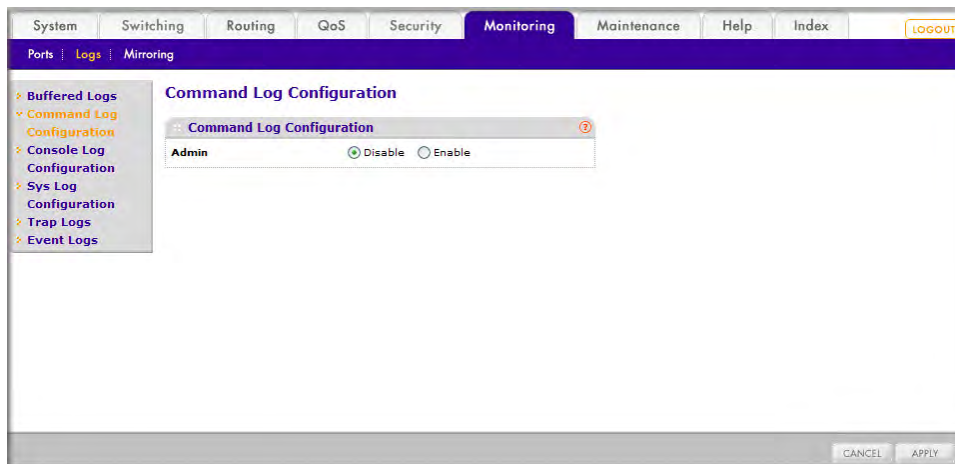 System Switching Routing QoS Security Monitoring Maintenance Help Index LOGOUT
Ports Logs Mirroring
Buffered Logs
Command Log
Configuration
Console Log
Configuration
Sys Log
Configuration
Trap Logs
Event Logs
Command Log Configuration
Command Log Configuration ?
Admin Disable Enable
CANCEL APPLY